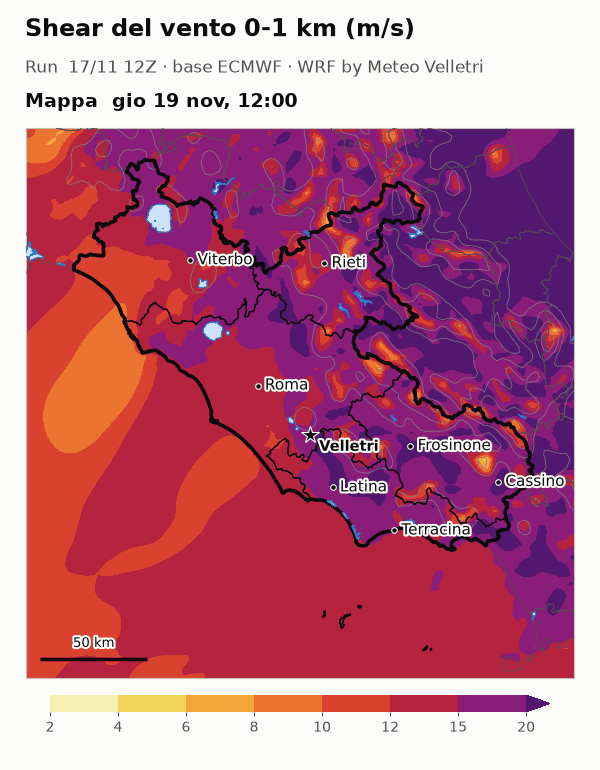 Shear del vento 0-1 km (m/s)
Run  17/11 12Z · base ECMWF · WRF by Meteo Velletri
Mappa  gio 19 nov, 12:00
Viterbo
Rieti
Roma
Velletri
Frosinone
Latina
Cassino
Terracina
50 km
2 4 6 8 10 12 15 20